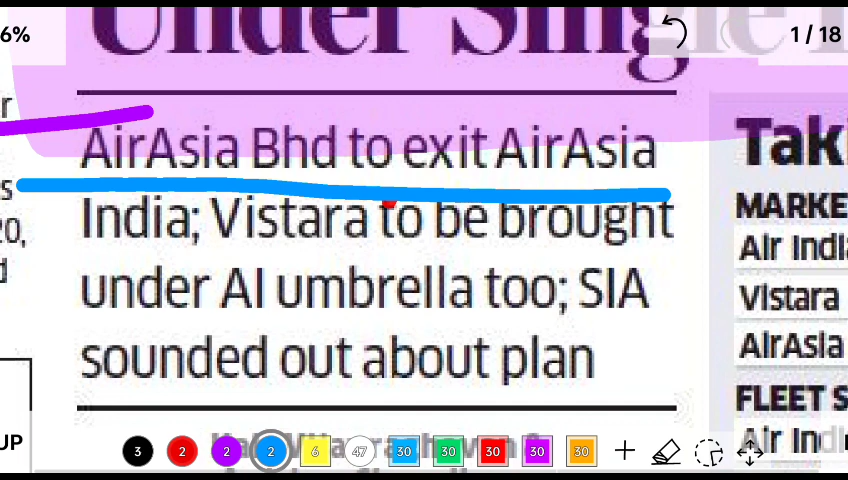 6%
Under Sing
1 / 18
r
AirAsia Bhd to exit AirAsia
India; Vistara to be brought
under AI umbrella too; SIA
sounded out about plan
s
20,
d
UP
Taki
MARKE
Air India
Vistara
AirAsia
FLEET S
Air Indi
3 2 2 2 6 47 30 30 30 30 30